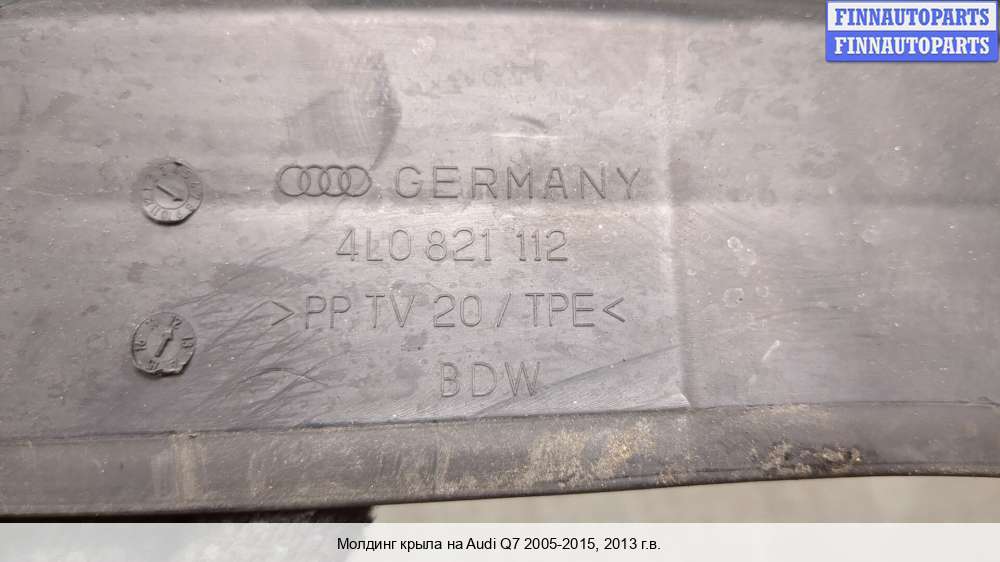 FINNAUTOPARTS
FINNAUTOPARTS
GERMANY
4L0 821 112
>PP TV 20 / TPE<
BDW
Молдинг крыла на Audi Q7 2005-2015, 2013 г.в.